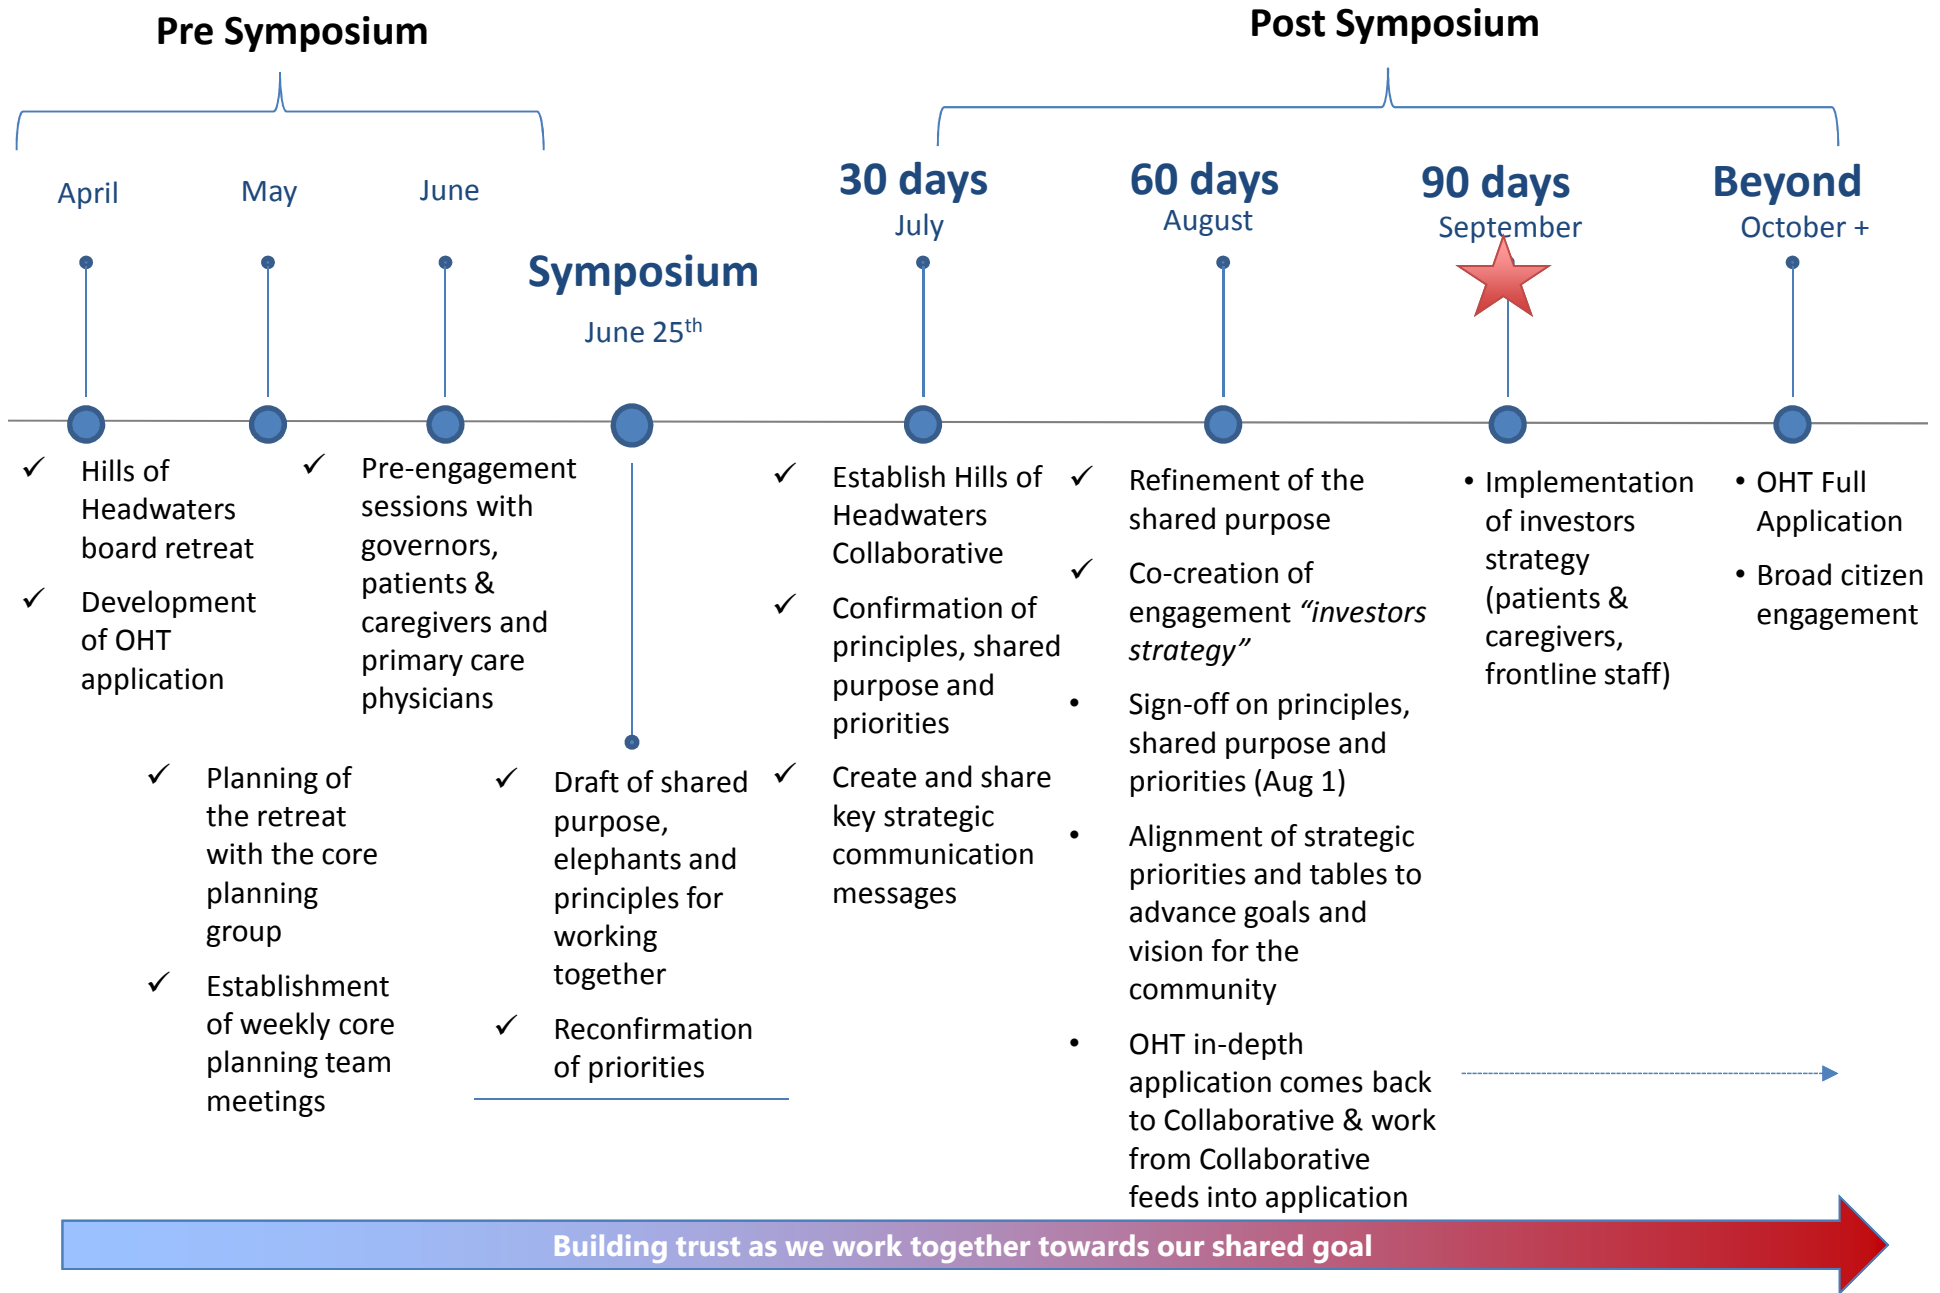 Pre Symposium
Post Symposium
April
May
June
Symposium
June 25th
30 days
July
60 days
August
90 days
September
Beyond
October +
✓ Hills of
Headwaters
board retreat
✓ Development
of OHT
application
✓ Planning of
the retreat
with the core
planning
group
✓ Establishment
of weekly core
planning team
meetings
✓ Pre-engagement
sessions with
governors,
patients &
caregivers and
primary care
physicians
✓ Draft of shared
purpose,
elephants and
principles for
working
together
✓ Reconfirmation
of priorities
✓ Establish Hills of
Headwaters
Collaborative
✓ Confirmation of
principles, shared
purpose and
priorities
✓ Create and share
key strategic
communication
messages
✓ Refinement of the
shared purpose
✓ Co-creation of
engagement “investors
strategy”
• Sign-off on principles,
shared purpose and
priorities (Aug 1)
• Alignment of strategic
priorities and tables to
advance goals and
vision for the
community
• OHT in-depth
application comes back
to Collaborative & work
from Collaborative
feeds into application
• Implementation
of investors
strategy
(patients &
caregivers,
frontline staff)
• OHT Full
Application
• Broad citizen
engagement
Building trust as we work together towards our shared goal